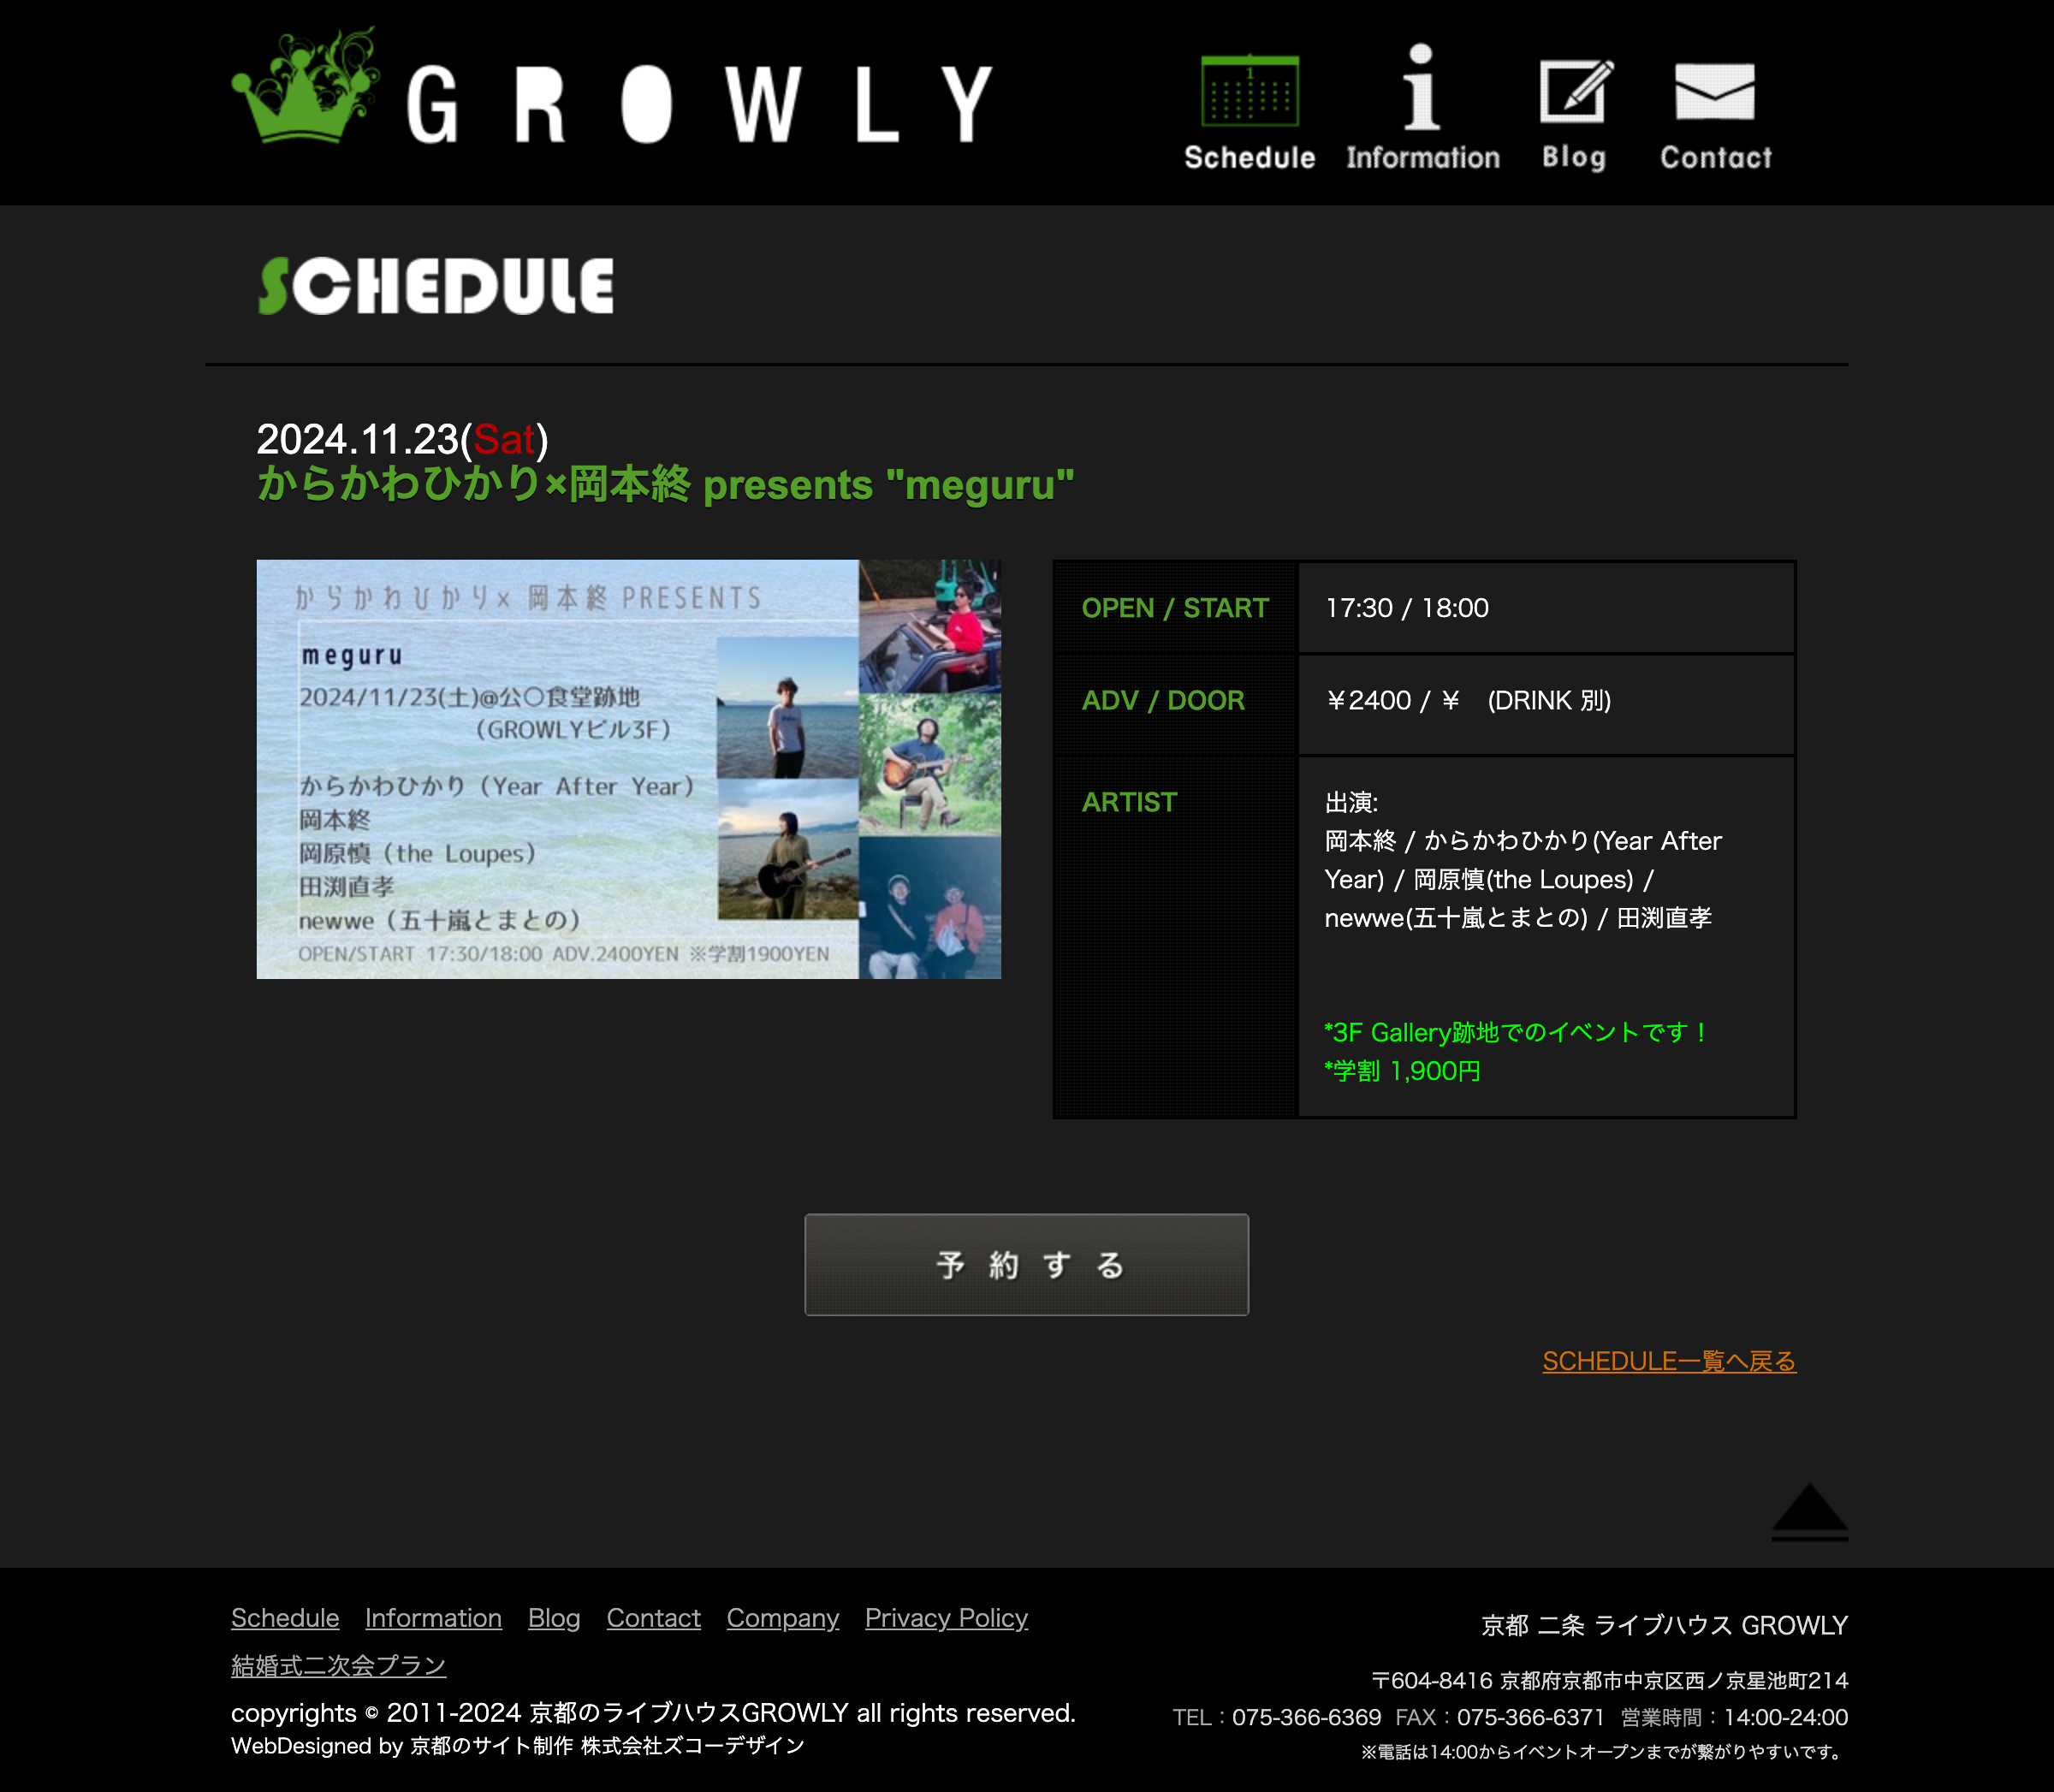 GROWLY
1
Schedule
Information
Blog
Contact
SCHEDULE
2024.11.23(Sat)
からかわひかり×岡本終 presents "meguru"
からかわひかり× 岡本終 PRESENTS
meguru
2024/11/23(土)@公○食堂跡地
（GROWLYビル3F）
からかわひかり（Year After Year）
岡本終
岡原慎（the Loupes）
田渕直孝
newwe（五十嵐とまとの）
OPEN/START 17:30/18:00 ADV.2400YEN ※学割1900YEN
OPEN / START
17:30 / 18:00
ADV / DOOR
￥2400 / ￥　(DRINK 別)
ARTIST
出演:
岡本終 / からかわひかり(Year After
Year) / 岡原慎(the Loupes) /
newwe(五十嵐とまとの) / 田渕直孝
*3F Gallery跡地でのイベントです！
*学割 1,900円
予約する
SCHEDULE一覧へ戻る
Schedule Information Blog Contact Company Privacy Policy
結婚式二次会プラン
copyrights © 2011-2024 京都のライブハウスGROWLY all rights reserved.
WebDesigned by 京都のサイト制作 株式会社ズコーデザイン
京都 二条 ライブハウス GROWLY
〒604-8416 京都府京都市中京区西ノ京星池町214
TEL：075-366-6369 FAX：075-366-6371 営業時間：14:00-24:00
※電話は14:00からイベントオープンまでが繋がりやすいです。